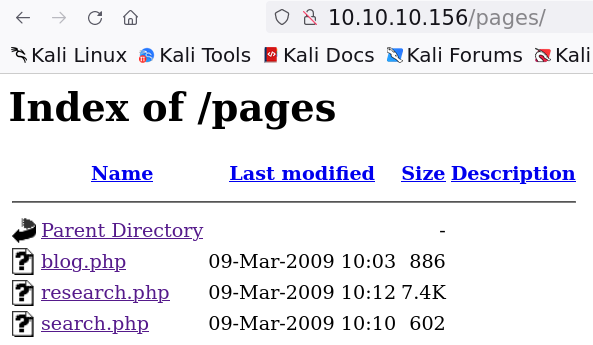 10.10.10.156/pages/
Kali Linux Kali Tools Kali Docs Kali Forums Kali
Index of /pages
Name Last modified Size Description
Parent Directory -
blog.php 09-Mar-2009 10:03 886
research.php 09-Mar-2009 10:12 7.4K
search.php 09-Mar-2009 10:10 602